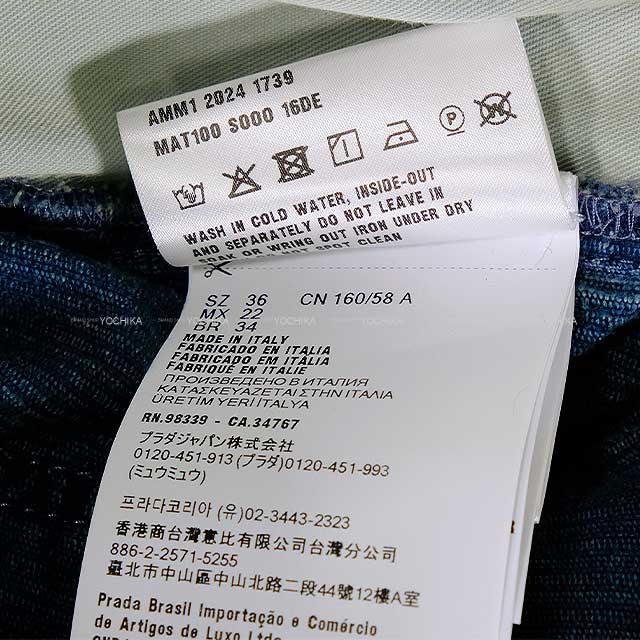 AMM1 2024 1739
MAT100 S000 16DE
WASH IN COLD WATER, INSIDE-OUT
AND SEPARATELY DO NOT LEAVE IN
SOAK OR WRING OUT IRON UNDER DRY
SPOT CLEAN
SZ 36 CN 160/58 A
MX 22
BR 34
MADE IN ITALY
FABRICADO EN ITALIA
FABRICADO EM ITÁLIA
FABRIQUÉ EN ITALIE
ПРОИЗВЕДЕНО В ИТАЛИЯ
ΚΑΤΑΣΚΕΥΑΖΕΤΑΙ ΣΤΗΝ ΙΤΑΛΙΑ
ÜRETİM YERİ İTALYA
RN.98339 - CA.34767
プラダジャパン株式会社
0120-451-913 (プラダ) 0120-451-993
(ミュウミュウ)
프라다코리아 (유)02-3443-2323
香港商台灣意比有限公司台灣分公司
886-2-2571-5255
臺北市中山區中山北路二段44號12樓A室
Prada Brasil Importação e Comércio
de Artigos de Luxo Ltda
YOCHIKA
YOCHIKA